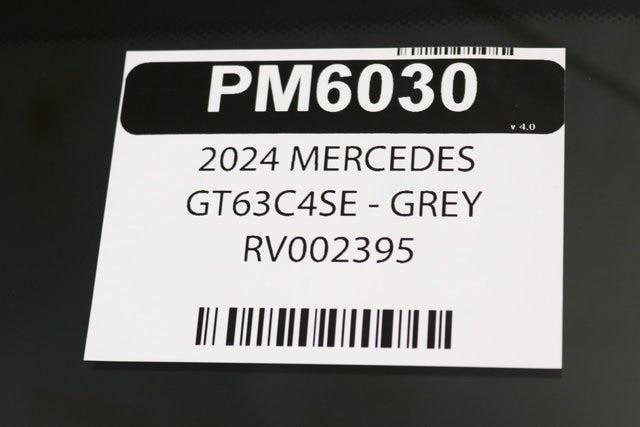 PM6030
v 4.0
2024 MERCEDES
GT63C4SE - GREY
RV002395